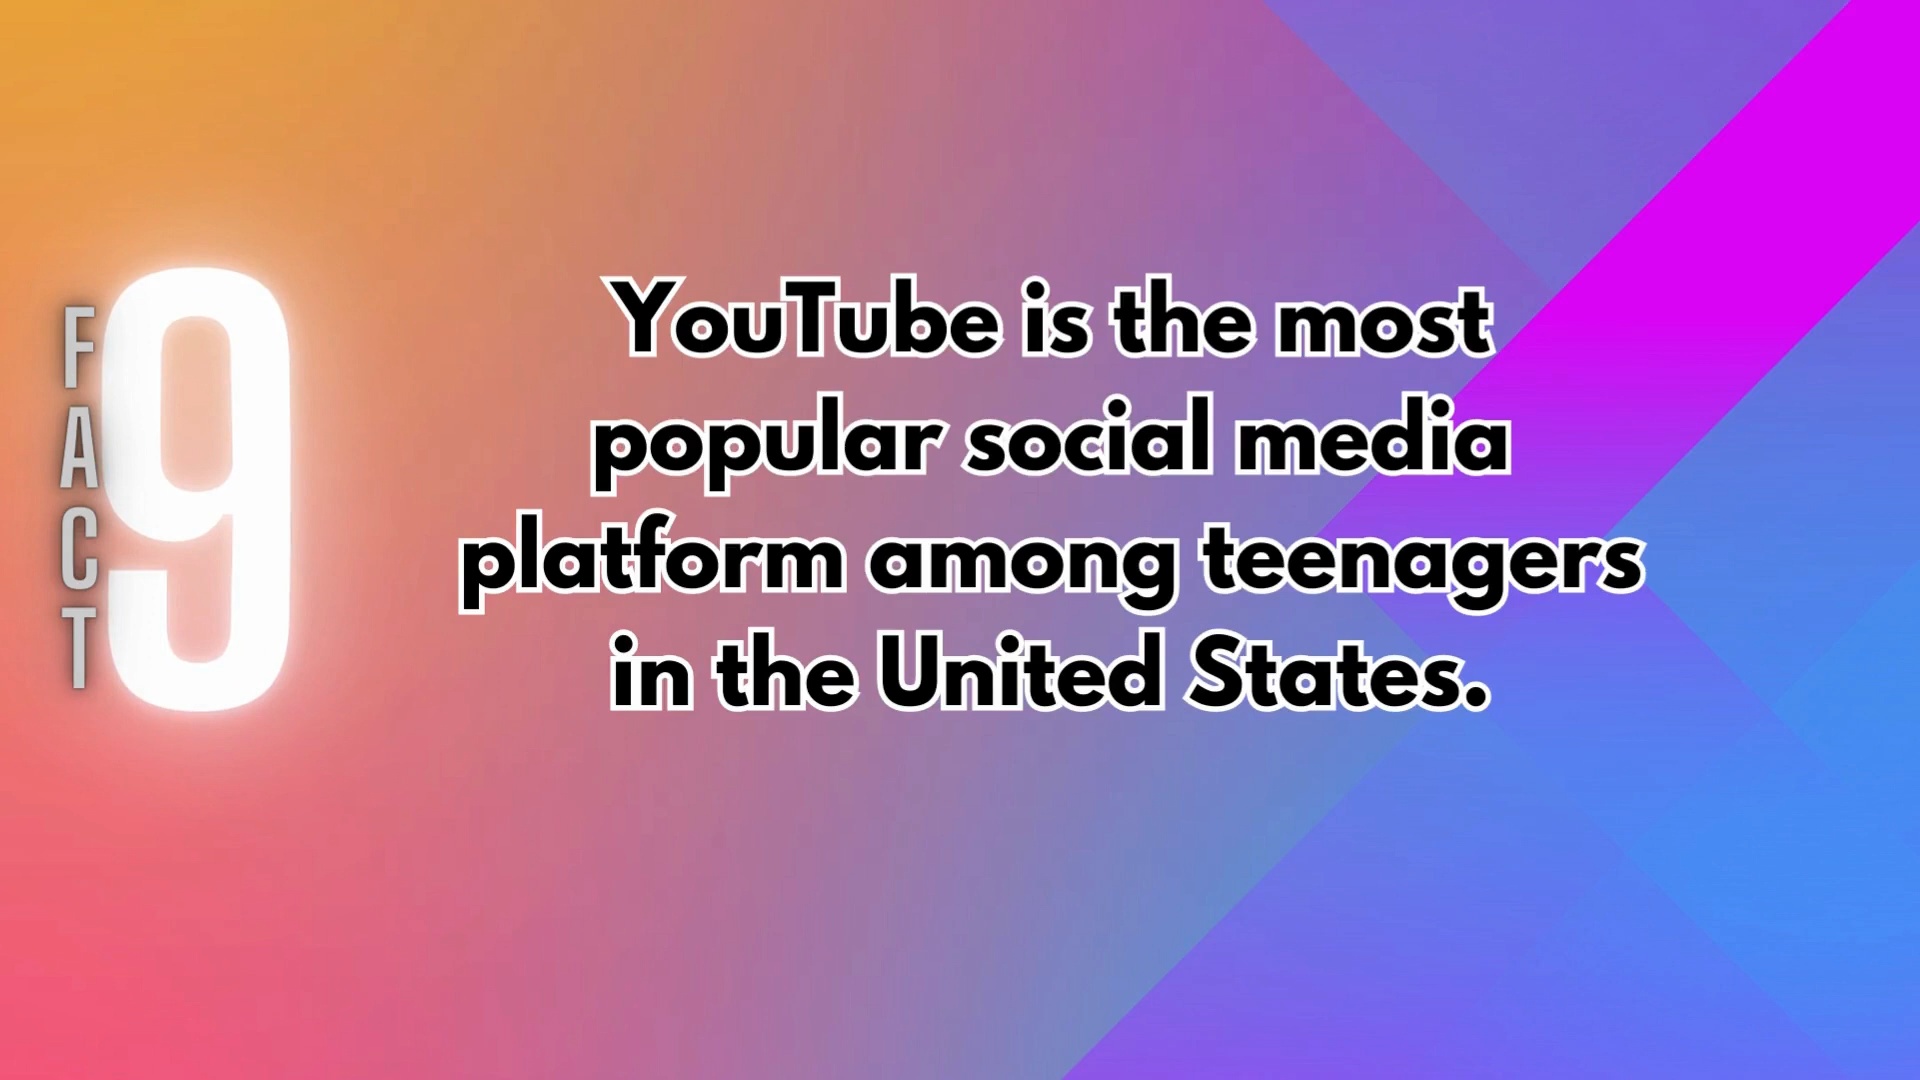 FACT
9
YouTube is the most
popular social media
platform among teenagers
in the United States.